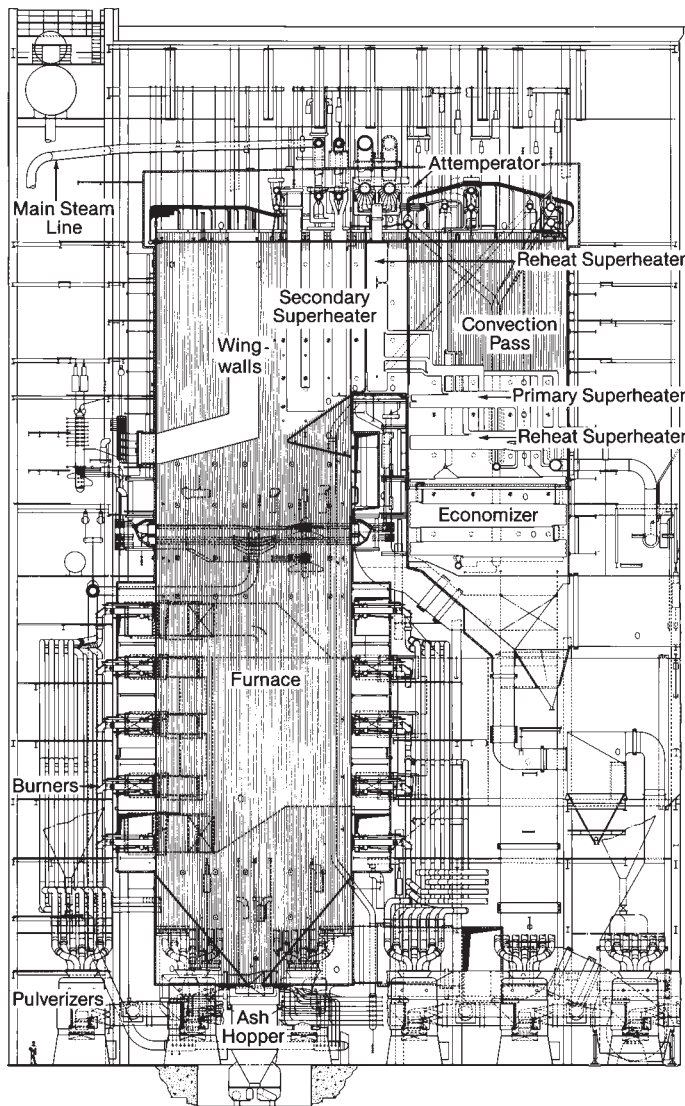 Attemperator
Main Steam
Line
Reheat Superheater
Secondary
Superheater
Convection
Pass
Wing-
walls
Primary Superheater
Reheat Superheater
Economizer
Furnace
Burners
Pulverizers
Ash
Hopper